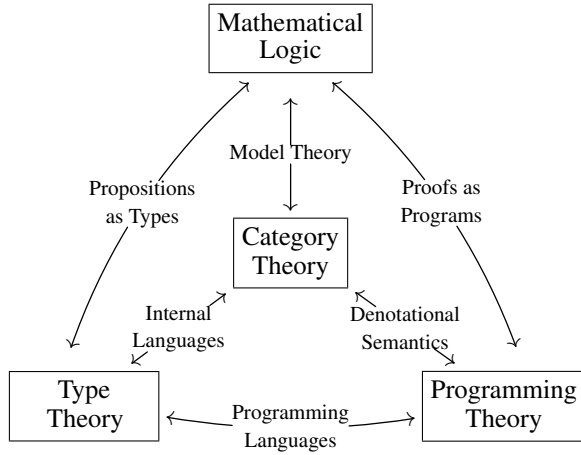 Mathematical
Logic
Model Theory
Propositions
as Types
Proofs as
Programs
Category
Theory
Internal
Languages
Denotational
Semantics
Type
Theory
Programming
Languages
Programming
Theory